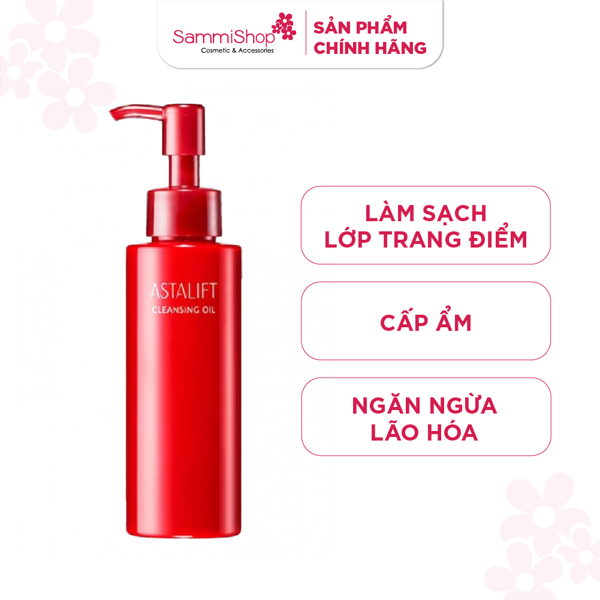 SammiShop
Cosmetic & Accessories
SẢN PHẨM
CHÍNH HÃNG
ASTALIFT
CLEANSING OIL
LÀM SẠCH
LỚP TRANG ĐIỂM
CẤP ẨM
NGĂN NGỪA
LÃO HÓA